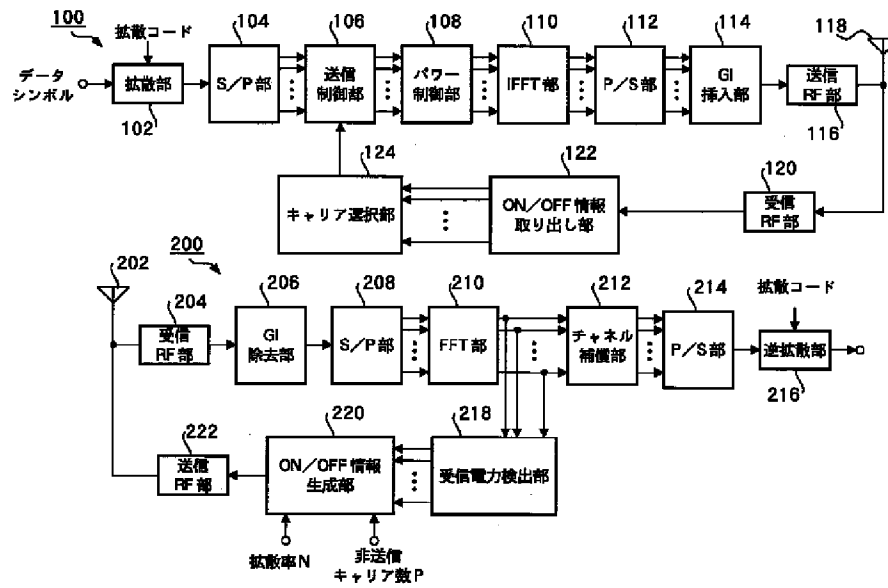 100
拡散コード
104
106
108
110
112
114
118
データ
シンボル
拡散部
102
S/P部
送信
制御部
パワー
制御部
IFFT部
P/S部
GI
挿入部
送信
RF部
116
124
122
120
キャリア選択部
ON/OFF情報
取り出し部
受信
RF部
202
200
204
206
208
210
212
214
拡散コード
受信
RF部
GI
除去部
S/P部
FFT部
チャネル
補償部
P/S部
逆拡散部
216
222
220
218
送信
RF部
ON/OFF情報
生成部
受信電力検出部
拡散率N
非送信
キャリア数P